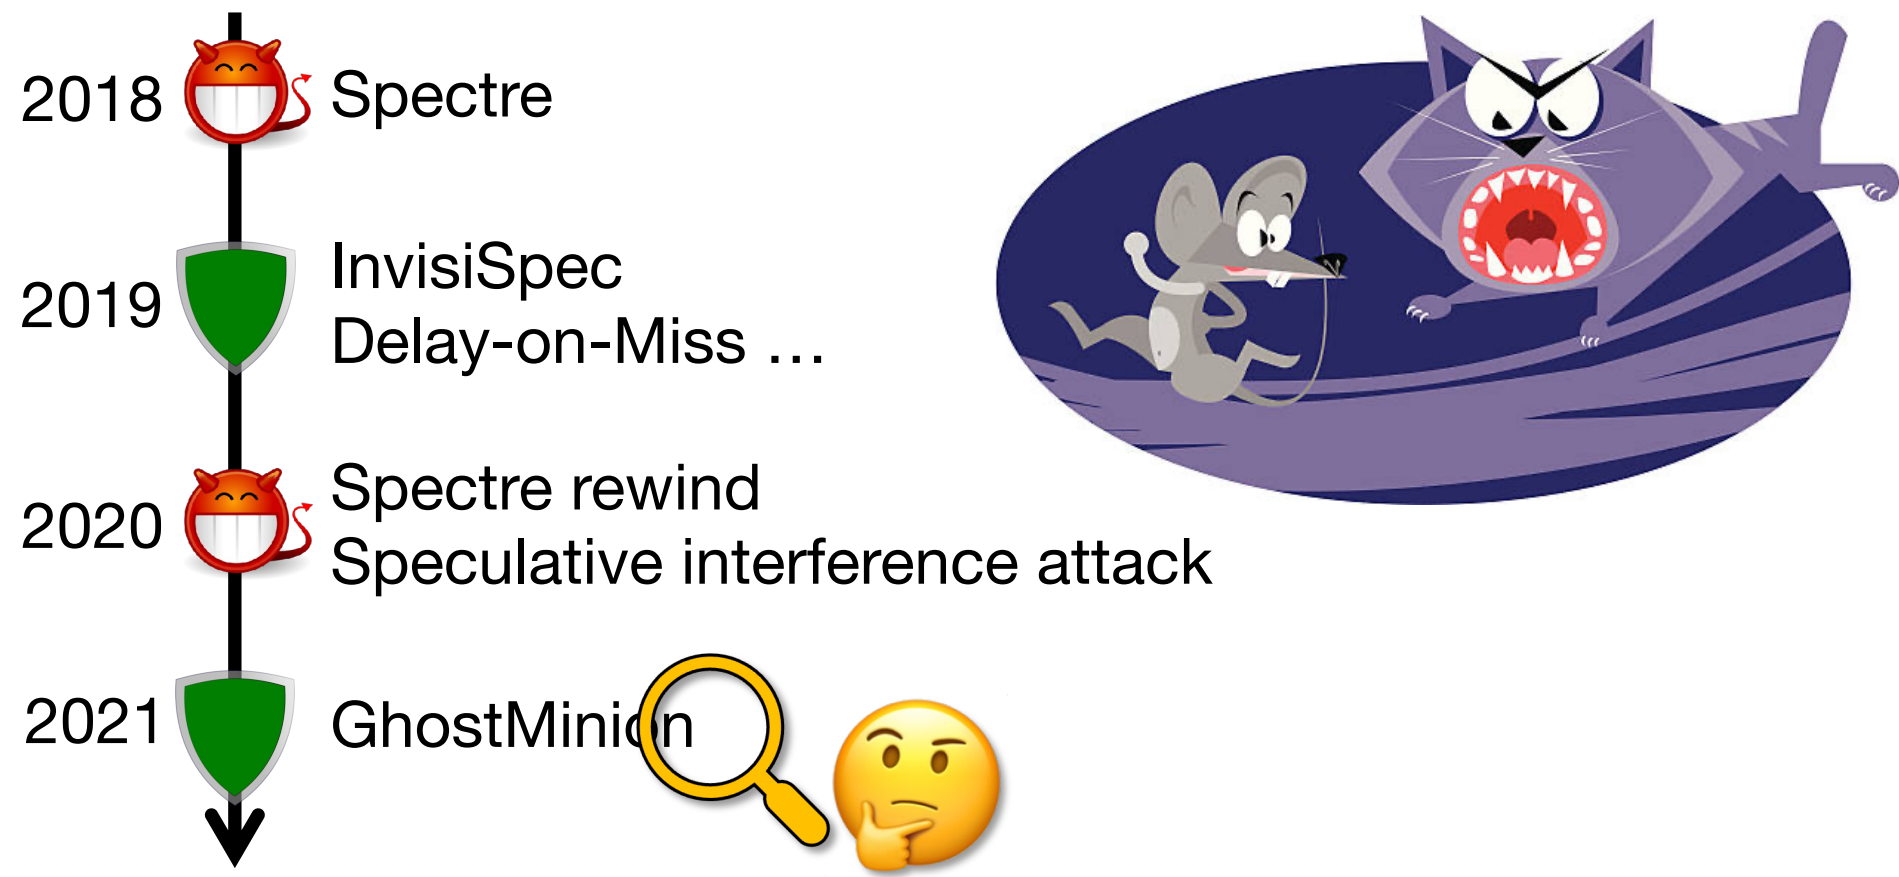 2018 Spectre
2019 InvisiSpec
Delay-on-Miss …
2020 Spectre rewind
Speculative interference attack
2021 GhostMinion